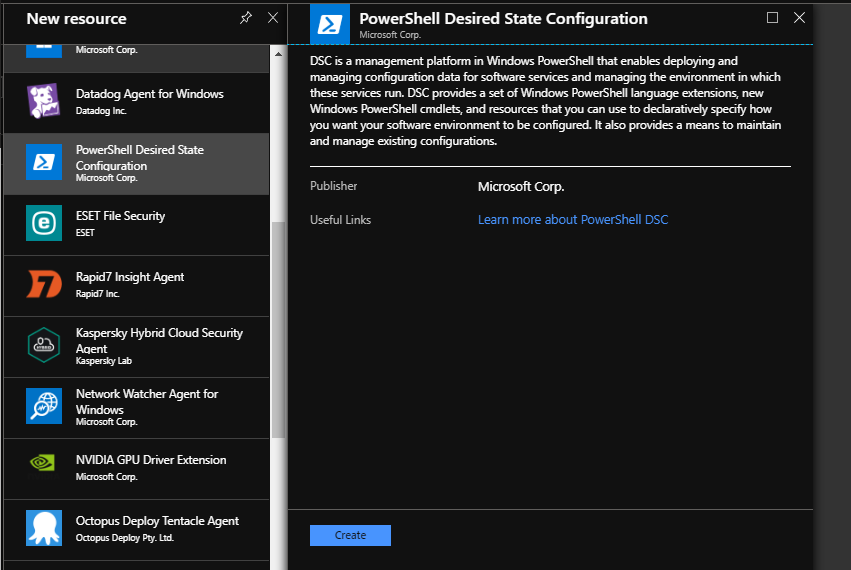 New resource
Microsoft Corp.
Datadog Agent for Windows
Datadog Inc.
PowerShell Desired State
Configuration
Microsoft Corp.
ESET File Security
ESET
Rapid7 Insight Agent
Rapid7 Inc.
Kaspersky Hybrid Cloud Security
Agent
Kaspersky Lab
HYBRID
Network Watcher Agent for
Windows
Microsoft Corp.
NVIDIA GPU Driver Extension
Microsoft Corp.
Octopus Deploy Tentacle Agent
Octopus Deploy Pty. Ltd.
PowerShell Desired State Configuration
Microsoft Corp.
DSC is a management platform in Windows PowerShell that enables deploying and
managing configuration data for software services and managing the environment in which
these services run. DSC provides a set of Windows PowerShell language extensions, new
Windows PowerShell cmdlets, and resources that you can use to declaratively specify how
you want your software environment to be configured. It also provides a means to maintain
and manage existing configurations.
Publisher Microsoft Corp.
Useful Links Learn more about PowerShell DSC
Create